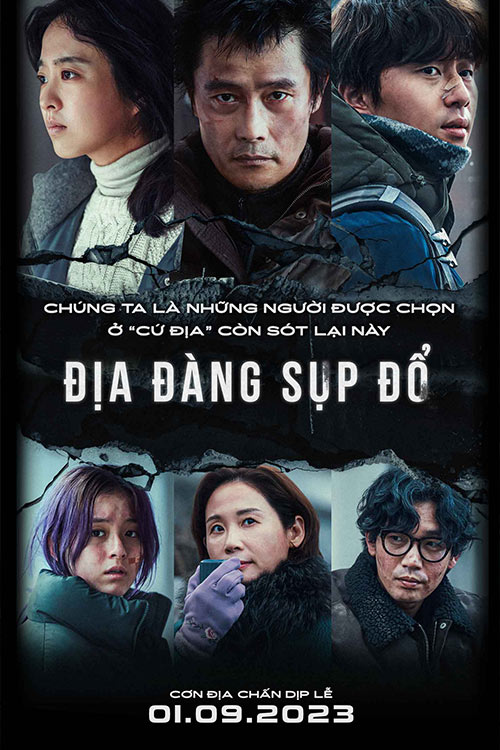 CHÚNG TA LÀ NHỮNG NGƯỜI ĐƯỢC CHỌN
Ở “CỨ ĐỊA” CÒN SÓT LẠI NÀY
ĐỊA ĐÀNG SỤP ĐỔ
CƠN ĐỊA CHẤN DỊP LỄ
01.09.2023